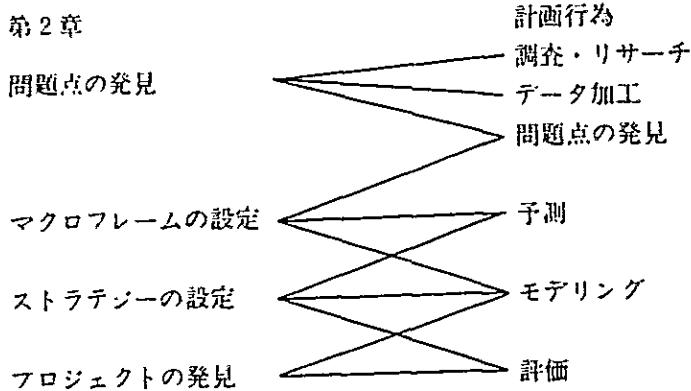 第2章
計画行為
調査・リサーチ
問題点の発見
データ加工
問題点の発見
マクロフレームの設定
予測
ストラテジーの設定
モデリング
プロジェクトの発見
評価